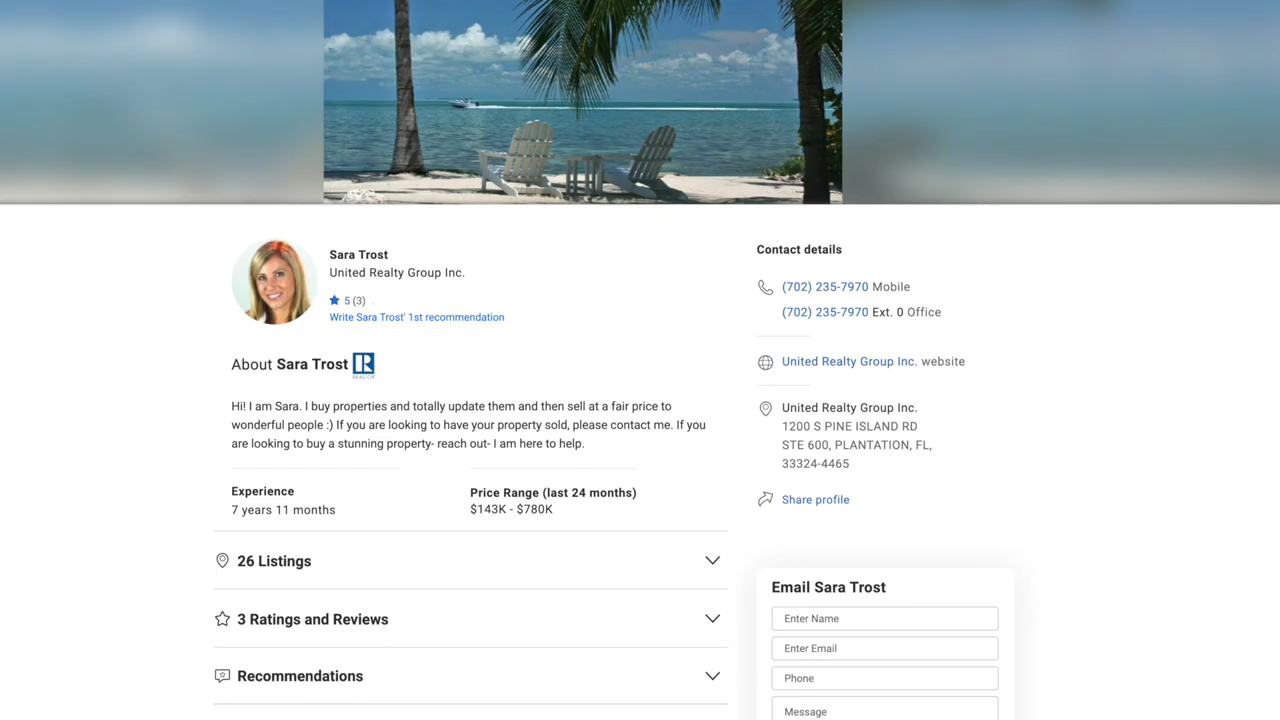 Sara Trost
United Realty Group Inc.
5 (3)
Write Sara Trost' 1st recommendation
About Sara Trost
REALTOR
Hi! I am Sara. I buy properties and totally update them and then sell at a fair price to
wonderful people :) If you are looking to have your property sold, please contact me. If you
are looking to buy a stunning property- reach out- I am here to help.
Experience
7 years 11 months
Price Range (last 24 months)
$143K - $780K
26 Listings
3 Ratings and Reviews
Recommendations
Contact details
(702) 235-7970 Mobile
(702) 235-7970 Ext. 0 Office
United Realty Group Inc. website
United Realty Group Inc.
1200 S PINE ISLAND RD
STE 600, PLANTATION, FL,
33324-4465
Share profile
Email Sara Trost
Enter Name
Enter Email
Phone
Message